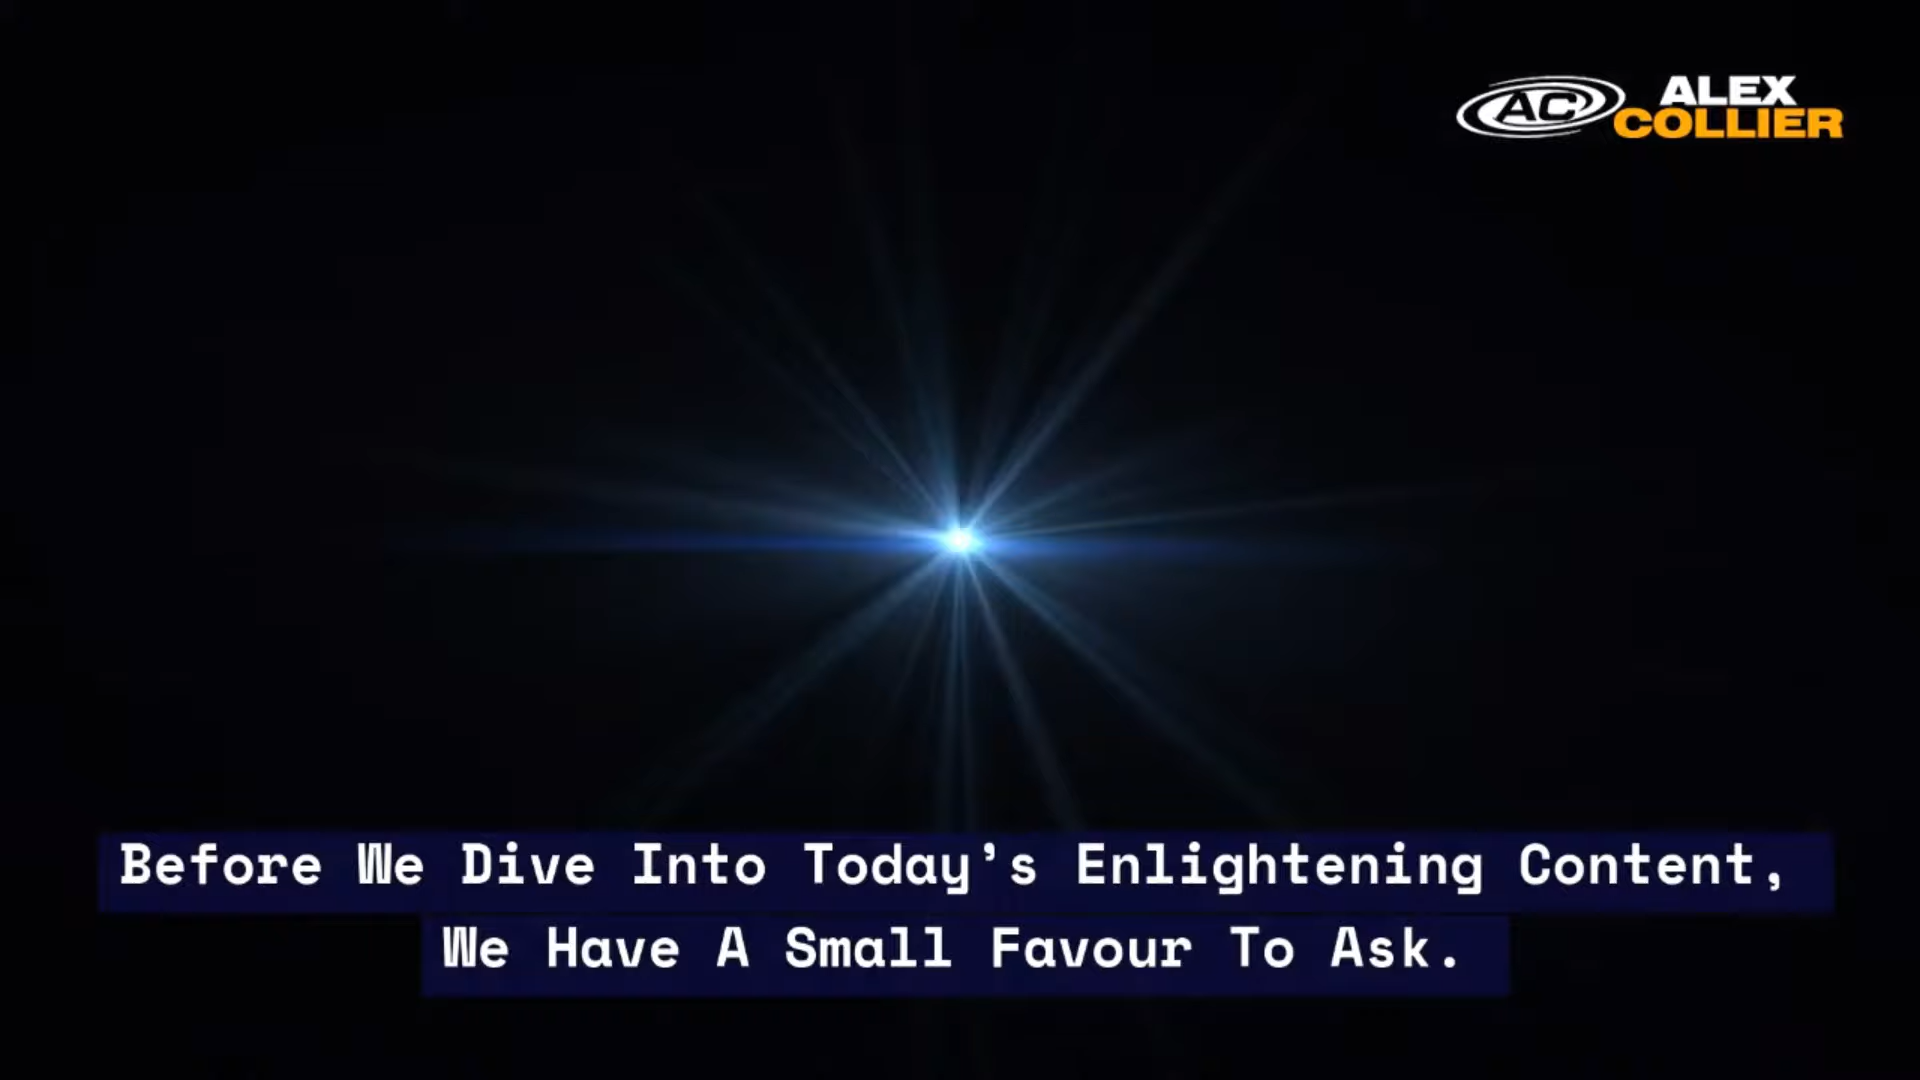 AC ALEX
COLLIER
Before We Dive Into Today's Enlightening Content,
We Have A Small Favour To Ask.